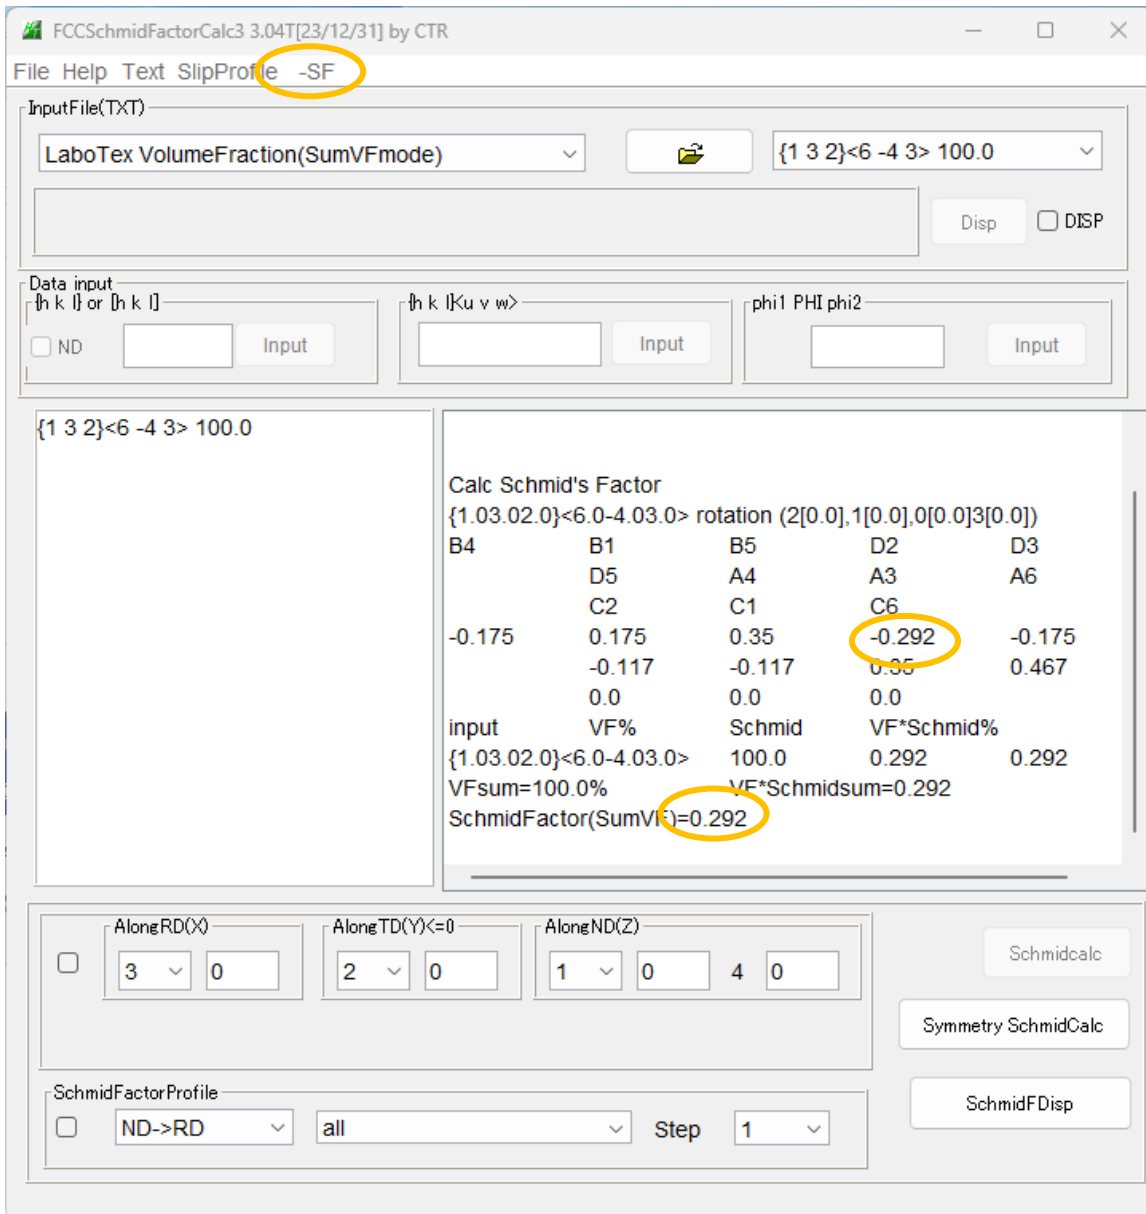 FCCSchmidFactorCalc3 3.04T[23/12/31] by CTR
File Help Text SlipProfile -SF
InputFile(TXT)
LaboTex VolumeFraction(SumVFmode) {1 3 2}<6 -4 3> 100.0
Disp DISP
Data input
{h k l} or [h k l] {h k l}<u v w> phi1 PHI phi2
ND Input Input Input
{1 3 2}<6 -4 3> 100.0
Calc Schmid's Factor
{1.03.02.0}<6.0-4.03.0> rotation (2[0.0],1[0.0],0[0.0]3[0.0])
B4 B1 B5 D2 D3
D5 A4 A3 A6
C2 C1 C6
-0.175 0.175 0.35 -0.292 -0.175
-0.117 -0.117 0.35 0.467
0.0 0.0 0.0
input VF% Schmid VF*Schmid%
{1.03.02.0}<6.0-4.03.0> 100.0 0.292 0.292
VFsum=100.0% VF*Schmidsum=0.292
SchmidFactor(SumVF)=0.292
AlongRD(X) AlongTD(Y)<=0 AlongND(Z)
3 0 2 0 1 0 4 0
Schmidcalc
Symmetry SchmidCalc
SchmidFactorProfile
ND->RD all Step 1
SchmidFDisp